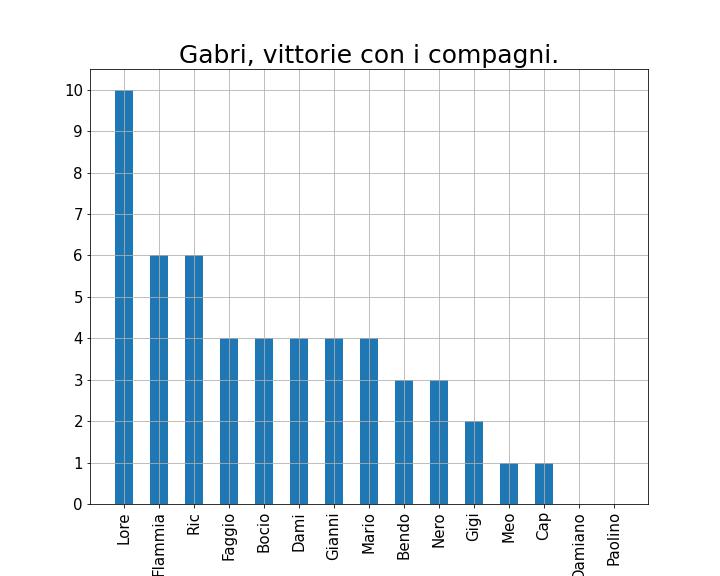 Gabri, vittorie con i compagni.
10
9
8
7
6
5
4
3
2
1
0
Lore
Flammia
Ric
Faggio
Bocio
Dami
Gianni
Mario
Bendo
Nero
Gigi
Meo
Cap
Damiano
Paolino